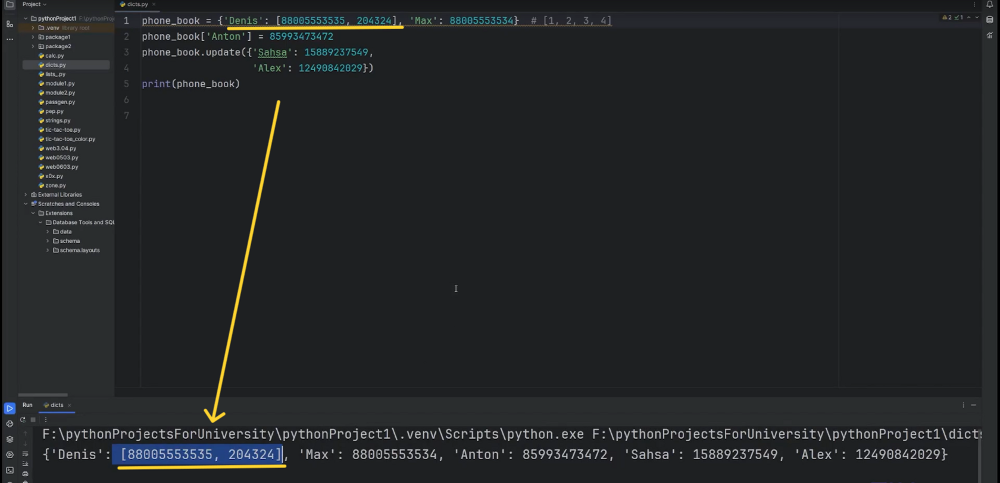 Project
dicts.py
pythonProject1 F:\pythonProje
.venv library root
package1
package2
calc.py
dicts.py
lists_.py
module1.py
module2.py
passgen.py
pep.py
strings.py
tic-tac-toe.py
tic-tac-toe_color.py
web3.04.py
web0503.py
web0603.py
x0x.py
zone.py
External Libraries
Scratches and Consoles
Extensions
Database Tools and SQL
data
schema
schema.layouts
1 phone_book = {'Denis': [88005553535, 204324], 'Max': 88005553534} # [1, 2, 3, 4]
2 phone_book['Anton'] = 85993473472
3 phone_book.update({'Sahsa': 15889237549,
4 'Alex': 12490842029})
5 print(phone_book)
6
7
2 1
Run dicts
F:\pythonProjectsForUniversity\pythonProject1\.venv\Scripts\python.exe F:\pythonProjectsForUniversity\pythonProject1\dicts
{'Denis': [88005553535, 204324], 'Max': 88005553534, 'Anton': 85993473472, 'Sahsa': 15889237549, 'Alex': 12490842029}